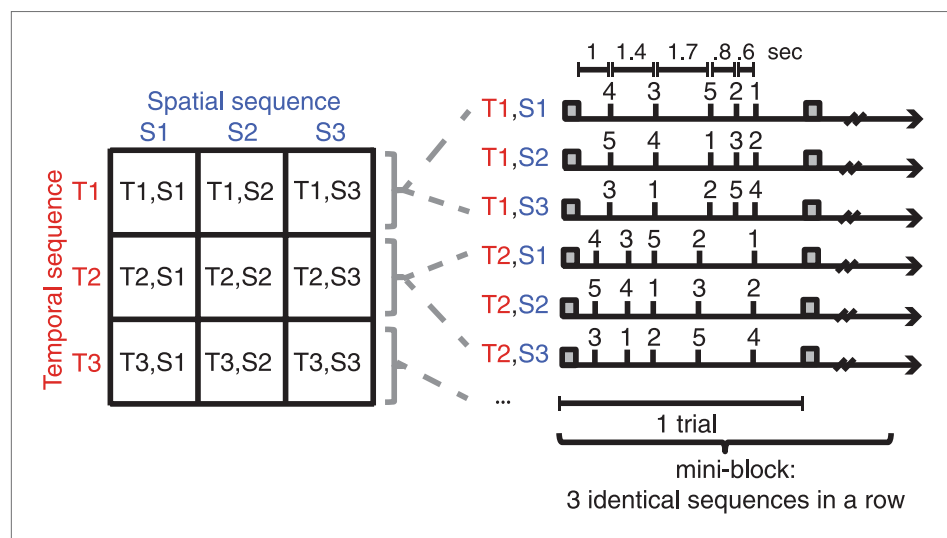 Spatial sequence
S1 S2 S3
Temporal sequence
T1 T1,S1 T1,S2 T1,S3
T2 T2,S1 T2,S2 T2,S3
T3 T3,S1 T3,S2 T3,S3
1 1.4 1.7 .8 .6 sec
T1,S1 4 3 5 2 1
T1,S2 5 4 1 3 2
T1,S3 3 1 2 5 4
T2,S1 4 3 5 2 1
T2,S2 5 4 1 3 2
T2,S3 3 1 2 5 4
...
1 trial
mini-block:
3 identical sequences in a row